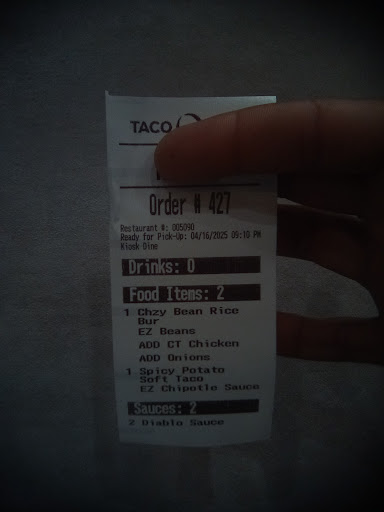 TACO
Order # 427
Restaurant #: 005090
Ready for Pick-Up: 04/16/2025 09:10 PM
Kiosk Dine
Drinks: 0
Food Items: 2
1 Chzy Bean Rice
Bur
EZ Beans
ADD CT Chicken
ADD Onions
1 Spicy Potato
Soft Taco
EZ Chipotle Sauce
Sauces: 2
2 Diablo Sauce